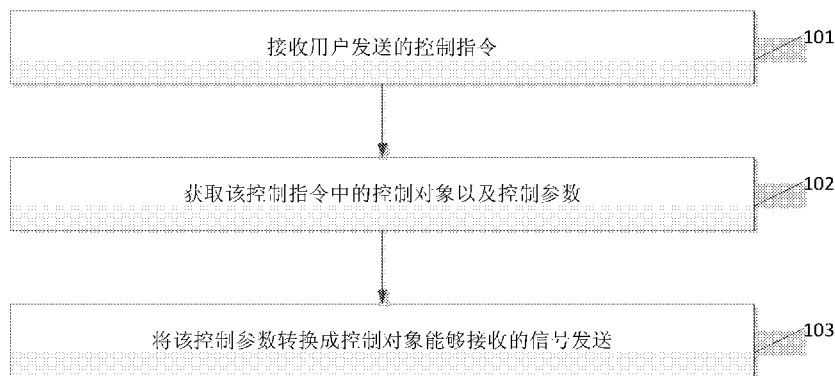 接收用户发送的控制指令
101
获取该控制指令中的控制对象以及控制参数
102
将该控制参数转换成控制对象能够接收的信号发送
103